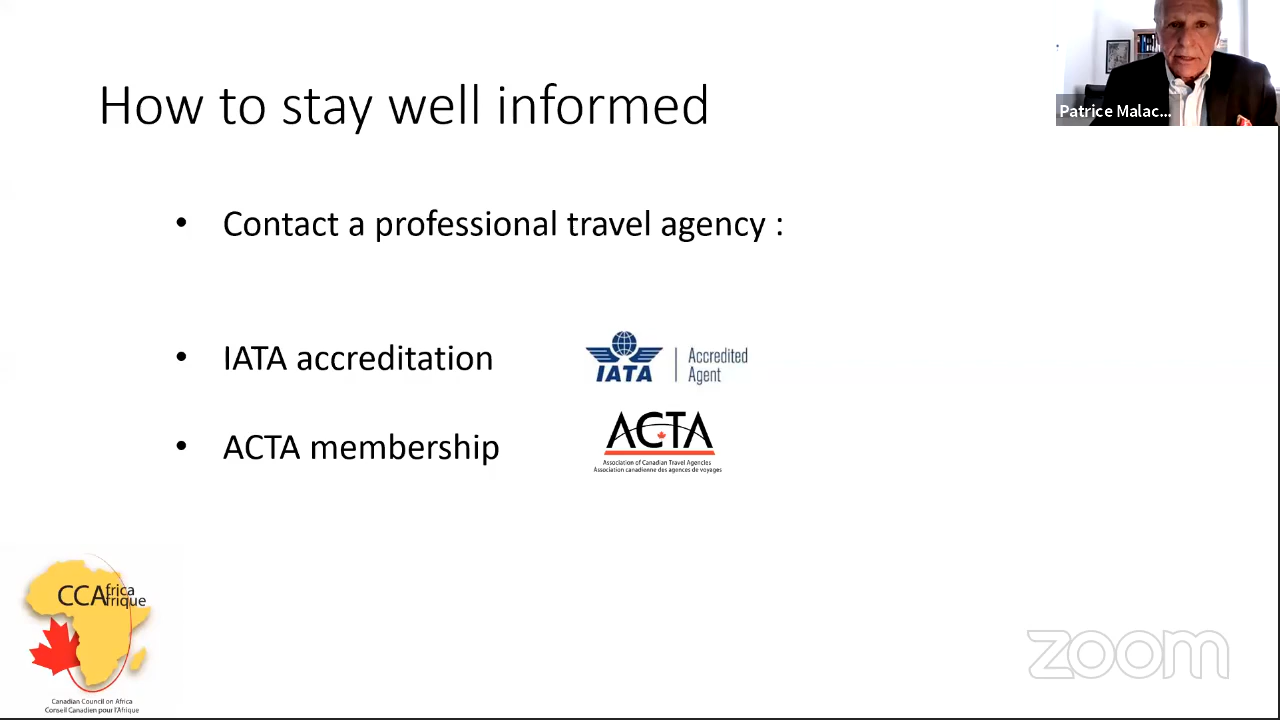 How to stay well informed
Patrice Malac...
• Contact a professional travel agency :
• IATA accreditation
IATA
Accredited
Agent
• ACTA membership
ACTA
Association of Canadian Travel Agencies
Association canadienne des agences de voyages
CCAfrica
frique
Canadian Council on Africa
Conseil Canadien pour l'Afrique
zoom